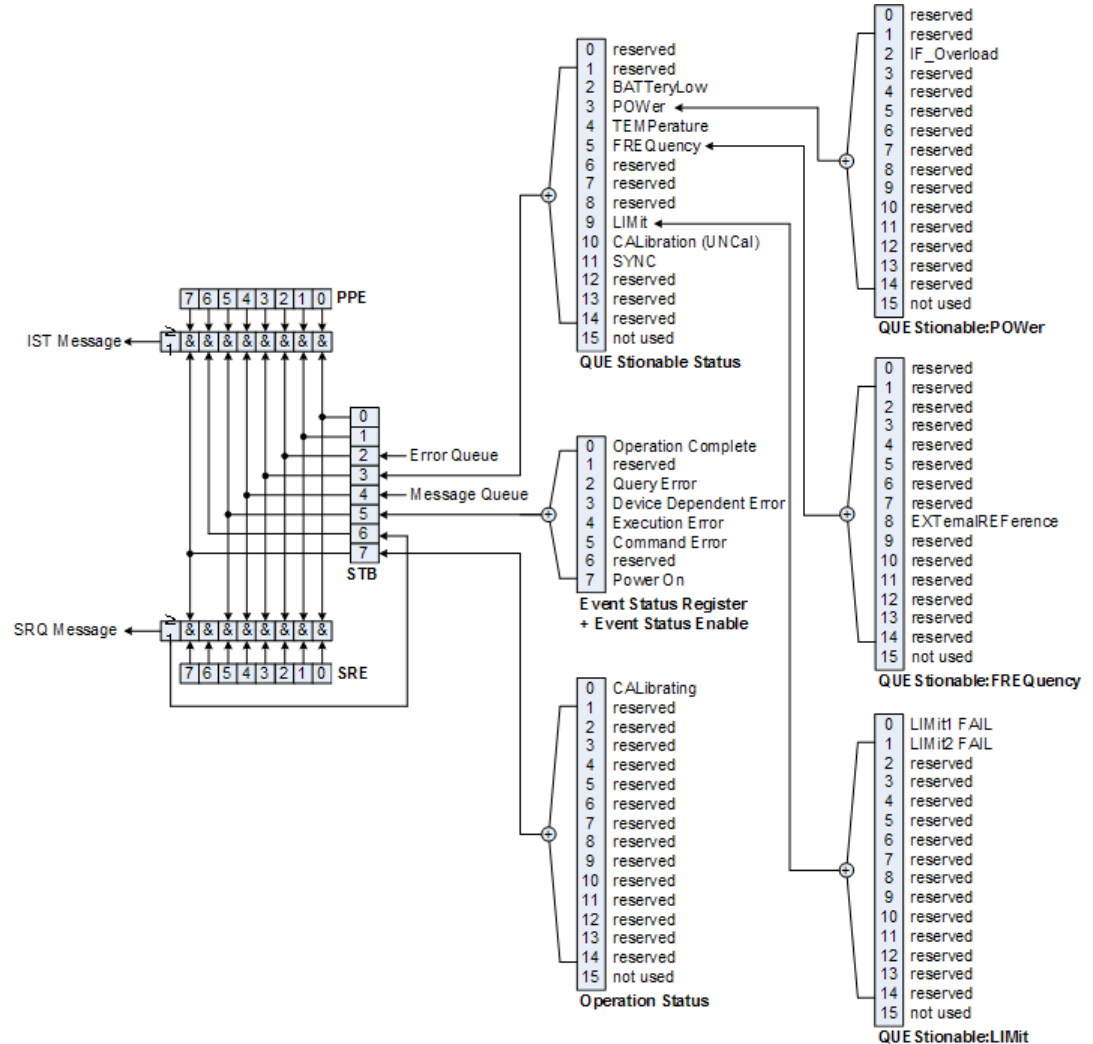 7 6 5 4 3 2 1 0 PPE
IST Message
≥1 & & & & & & & &
0
1
2
3
4
5
6
7
STB
Error Queue
Message Queue
SRQ Message
≥1 & & & & & & & &
7 6 5 4 3 2 1 0 SRE
0 reserved
1 reserved
2 BATTeryLow
3 POWer
4 TEMPerature
5 FREQuency
6 reserved
7 reserved
8 reserved
9 LIMit
10 CALibration (UNCal)
11 SYNC
12 reserved
13 reserved
14 reserved
15 not used
QUEStionable Status
0 Operation Complete
1 reserved
2 Query Error
3 Device Dependent Error
4 Execution Error
5 Command Error
6 reserved
7 Power On
Event Status Register
+ Event Status Enable
0 CALibrating
1 reserved
2 reserved
3 reserved
4 reserved
5 reserved
6 reserved
7 reserved
8 reserved
9 reserved
10 reserved
11 reserved
12 reserved
13 reserved
14 reserved
15 not used
Operation Status
0 reserved
1 reserved
2 IF_Overload
3 reserved
4 reserved
5 reserved
6 reserved
7 reserved
8 reserved
9 reserved
10 reserved
11 reserved
12 reserved
13 reserved
14 reserved
15 not used
QUEStionable:POWer
0 reserved
1 reserved
2 reserved
3 reserved
4 reserved
5 reserved
6 reserved
7 reserved
8 EXTernalREFerence
9 reserved
10 reserved
11 reserved
12 reserved
13 reserved
14 reserved
15 not used
QUEStionable:FREQuency
0 LIMit1 FAIL
1 LIMit2 FAIL
2 reserved
3 reserved
4 reserved
5 reserved
6 reserved
7 reserved
8 reserved
9 reserved
10 reserved
11 reserved
12 reserved
13 reserved
14 reserved
15 not used
QUEStionable:LIMit